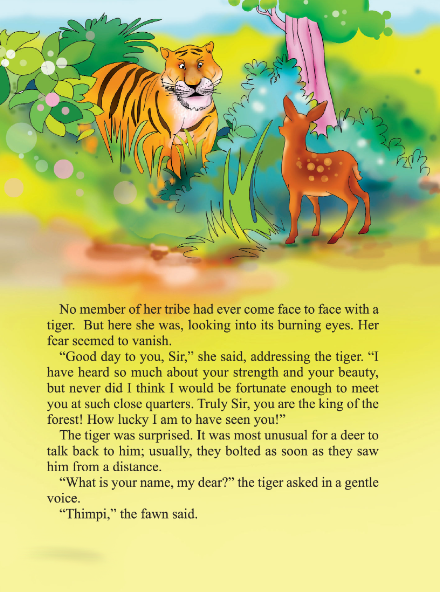 No member of her tribe had ever come face to face with a
tiger. But here she was, looking into its burning eyes. Her
fear seemed to vanish.
“Good day to you, Sir,” she said, addressing the tiger. “I
have heard so much about your strength and your beauty,
but never did I think I would be fortunate enough to meet
you at such close quarters. Truly Sir, you are the king of the
forest! How lucky I am to have seen you!”
The tiger was surprised. It was most unusual for a deer to
talk back to him; usually, they bolted as soon as they saw
him from a distance.
“What is your name, my dear?” the tiger asked in a gentle
voice.
“Thimpi,” the fawn said.